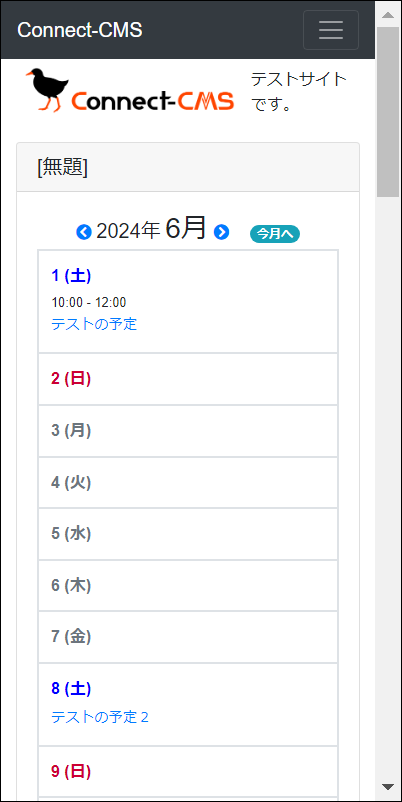 Connect-CMS
Connect-CMS
テストサイト
です。
[無題]
2024年 6月
今月へ
1 (土)
10:00 - 12:00
テストの予定
2 (日)
3 (月)
4 (火)
5 (水)
6 (木)
7 (金)
8 (土)
テストの予定２
9 (日)